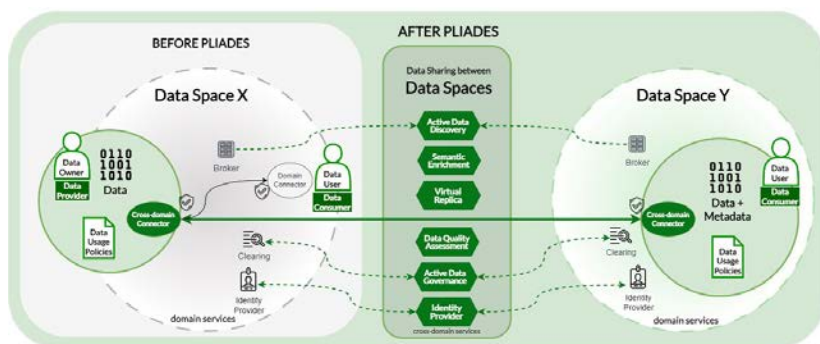 BEFORE PLIADES
AFTER PLIADES
Data Space X
Data
Owner
Data
Provider
0110
1001
1010
Data
Data
Usage
Policies
Cross-domain
Connector
Broker
Domain
Connector
Data
User
Data
Consumer
Clearing
Identity
Provider
domain services
Data Sharing between
Data Spaces
Active Data
Discovery
Semantic
Enrichment
Virtual
Replica
Data Quality
Assessment
Active Data
Governance
Identity
Provider
cross-domain services
Data Space Y
Broker
0110
1001
1010
Data +
Metadata
Data
User
Data
Consumer
Cross-domain
Connector
Data
Usage
Policies
Clearing
Identity
Provider
domain services